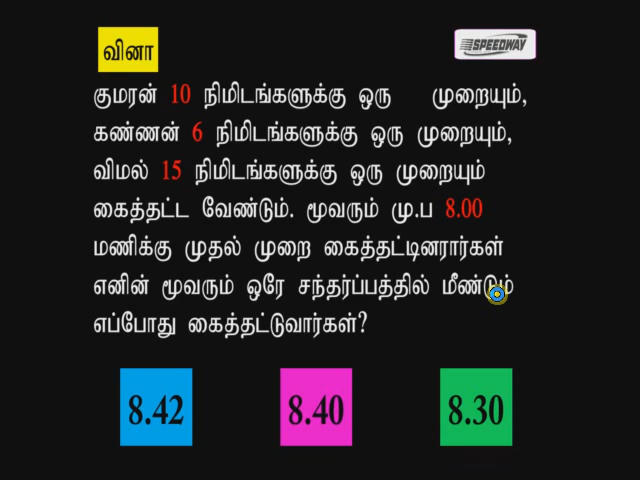 வினா
SPEEDWAY
குமரன் 10 நிமிடங்களுக்கு ஒரு முறையும்,
கண்ணன் 6 நிமிடங்களுக்கு ஒரு முறையும்,
விமல் 15 நிமிடங்களுக்கு ஒரு முறையும்
கைத்தட்ட வேண்டும். மூவரும் மு.ப 8.00
மணிக்கு முதல் முறை கைத்தட்டினரார்கள்
எனின் மூவரும் ஒரே சந்தர்ப்பத்தில் மீண்டும்
எப்போது கைத்தட்டுவார்கள்?
8.42 8.40 8.30